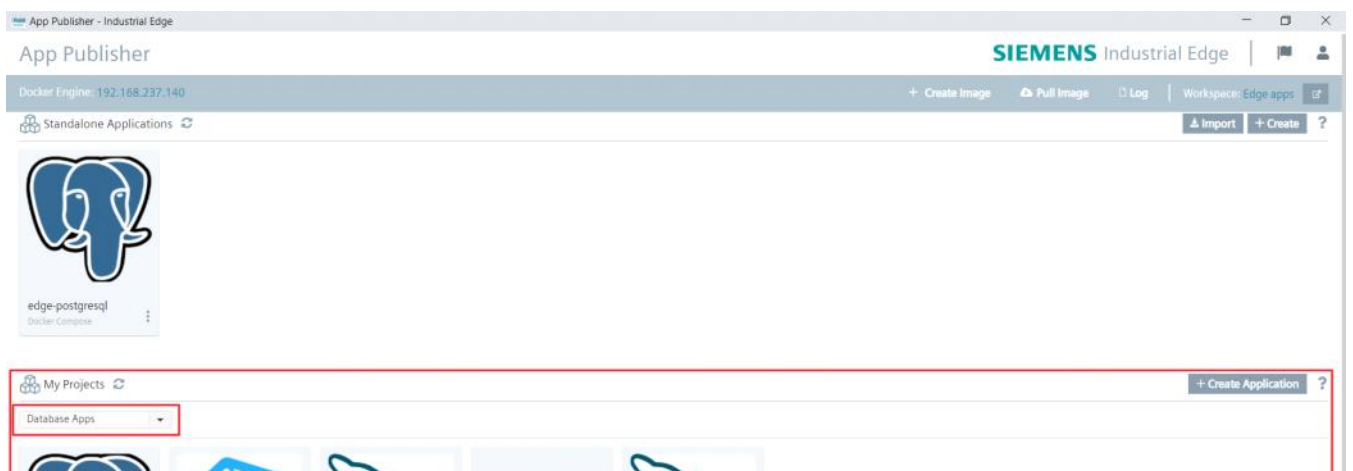 App Publisher - Industrial Edge
App Publisher
SIEMENS Industrial Edge
Docker Engine: 192.168.237.140
+ Create Image
Pull Image
Log
Workspace: Edge apps
Standalone Applications
Import
+ Create
?
edge-postgresql
Docker Compose
My Projects
+ Create Application
?
Database Apps